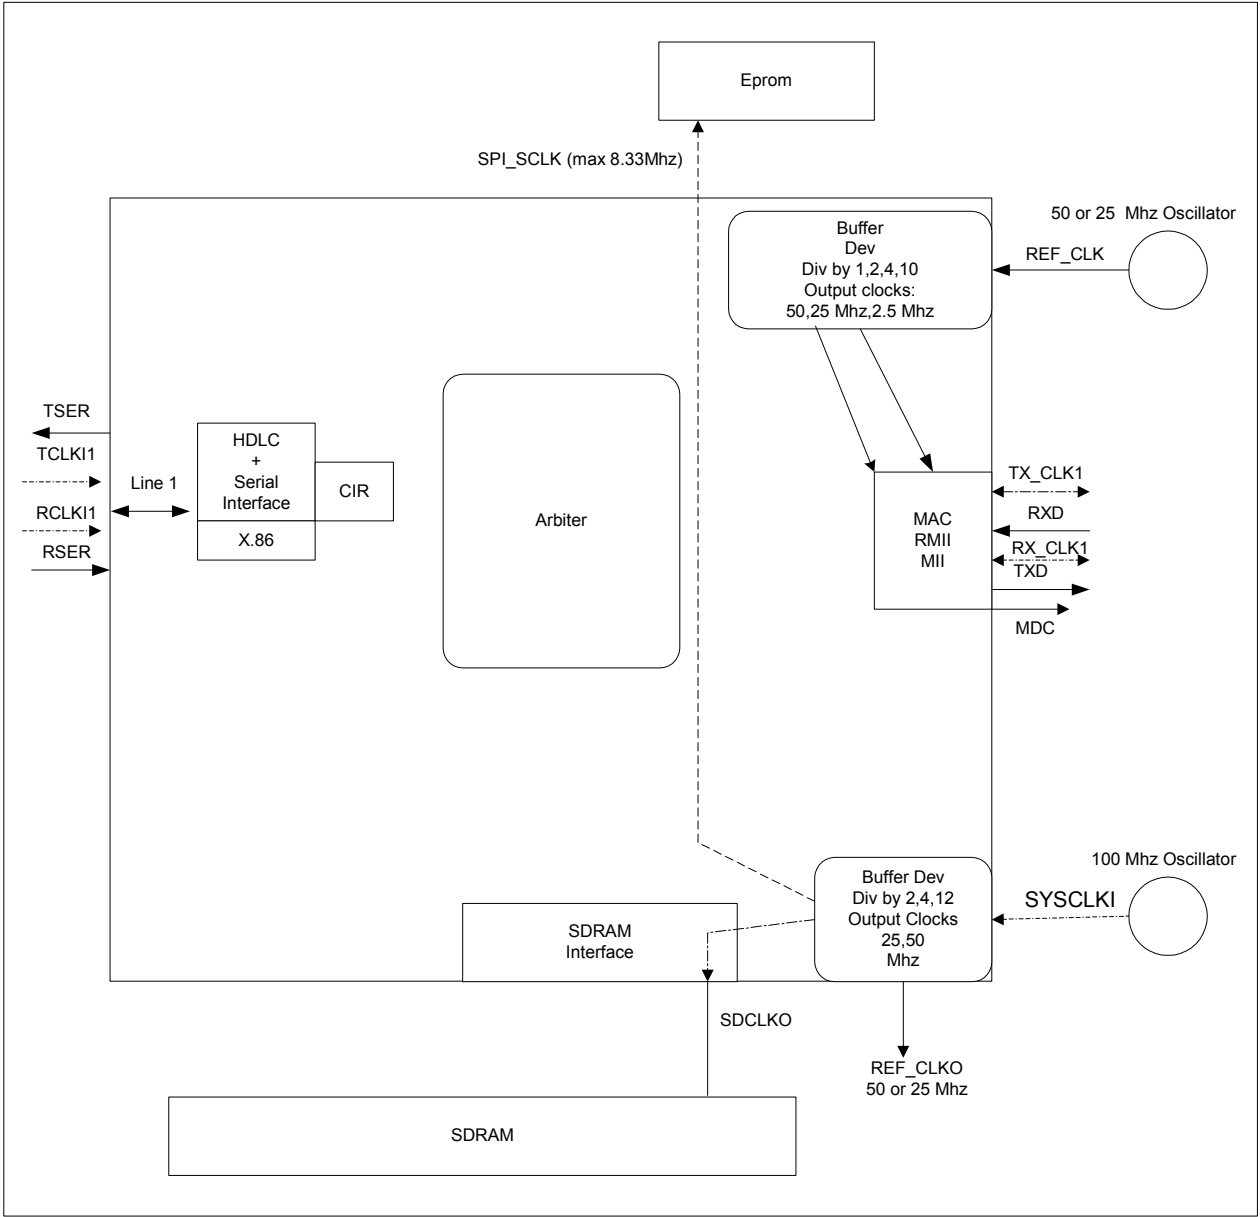 Eprom
SPI_SCLK (max 8.33Mhz)
50 or 25 Mhz Oscillator
REF_CLK
Buffer
Dev
Div by 1,2,4,10
Output clocks:
50,25 Mhz,2.5 Mhz
TSER
TCLKI1
Line 1
RCLKI1
RSER
HDLC
+
Serial
Interface
CIR
X.86
Arbiter
MAC
RMII
MII
TX_CLK1
RXD
RX_CLK1
TXD
MDC
100 Mhz Oscillator
SYSCLKI
Buffer Dev
Div by 2,4,12
Output Clocks
25,50
Mhz
SDRAM
Interface
SDCLKO
REF_CLKO
50 or 25 Mhz
SDRAM